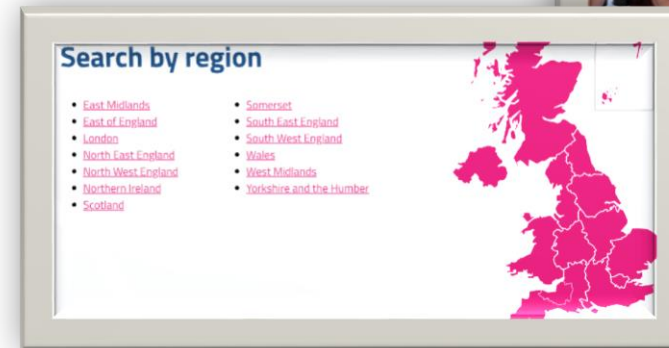 Search by region
East Midlands
East of England
London
North East England
North West England
Northern Ireland
Scotland
Somerset
South East England
South West England
Wales
West Midlands
Yorkshire and the Humber